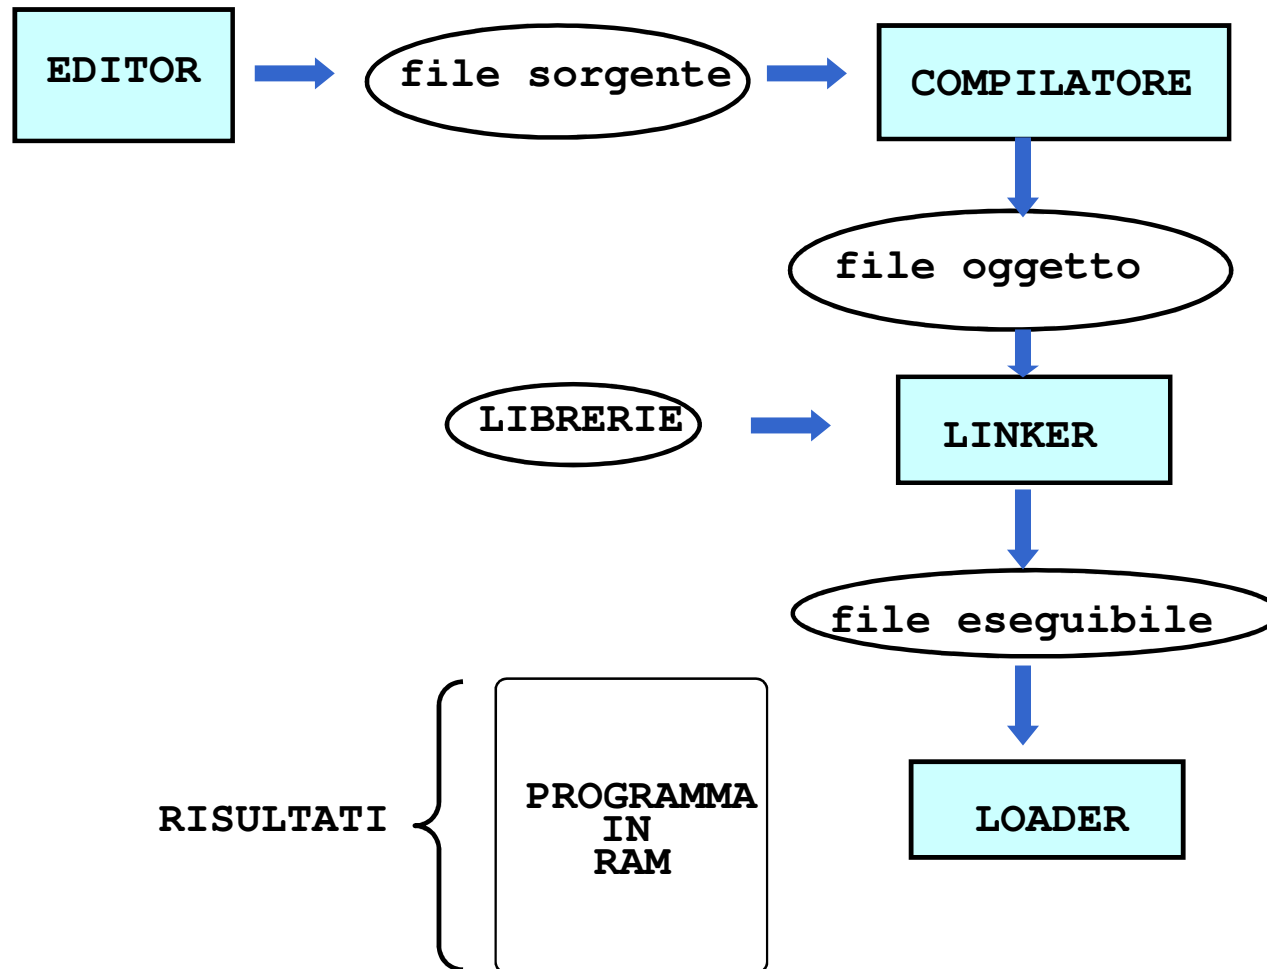 EDITOR
file sorgente
COMPILATORE
file oggetto
LIBRERIE
LINKER
file eseguibile
RISULTATI
PROGRAMMA
IN
RAM
LOADER